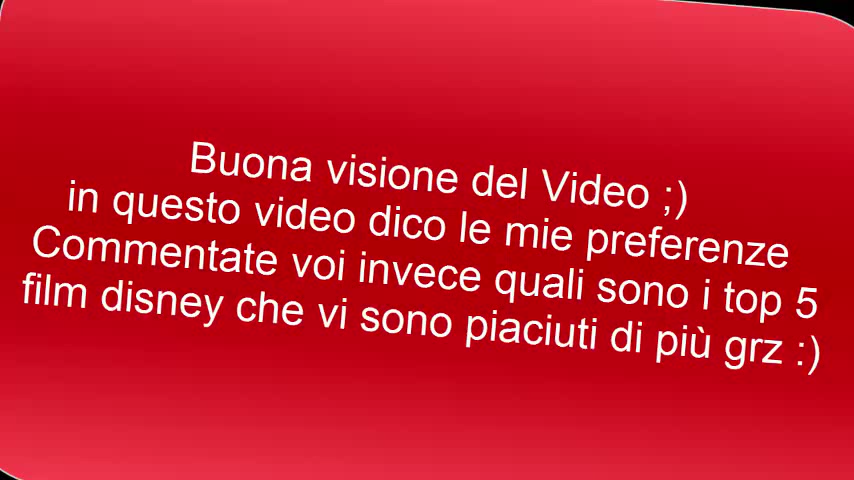 Buona visione del Video ;)
in questo video dico le mie preferenze
Commentate voi invece quali sono i top 5
film disney che vi sono piaciuti di più grz :)